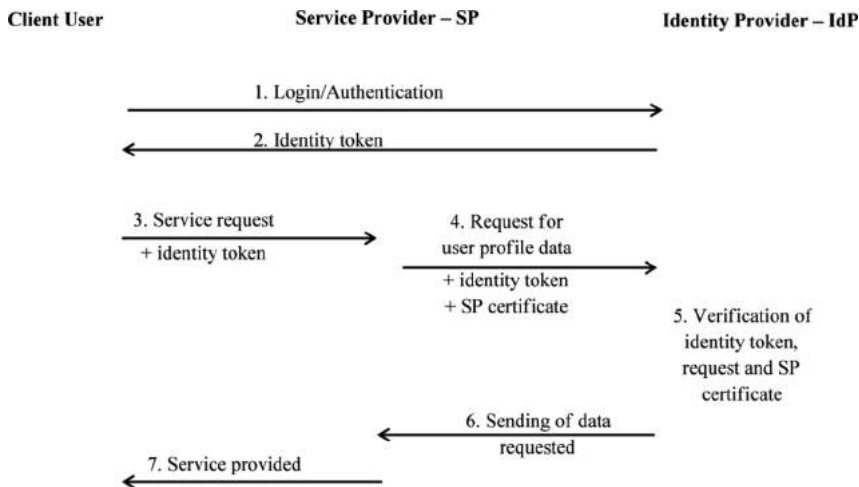 Client User
Service Provider – SP
Identity Provider – IdP
1. Login/Authentication
2. Identity token
3. Service request
+ identity token
4. Request for
user profile data
+ identity token
+ SP certificate
5. Verification of
identity token,
request and SP
certificate
6. Sending of data
requested
7. Service provided